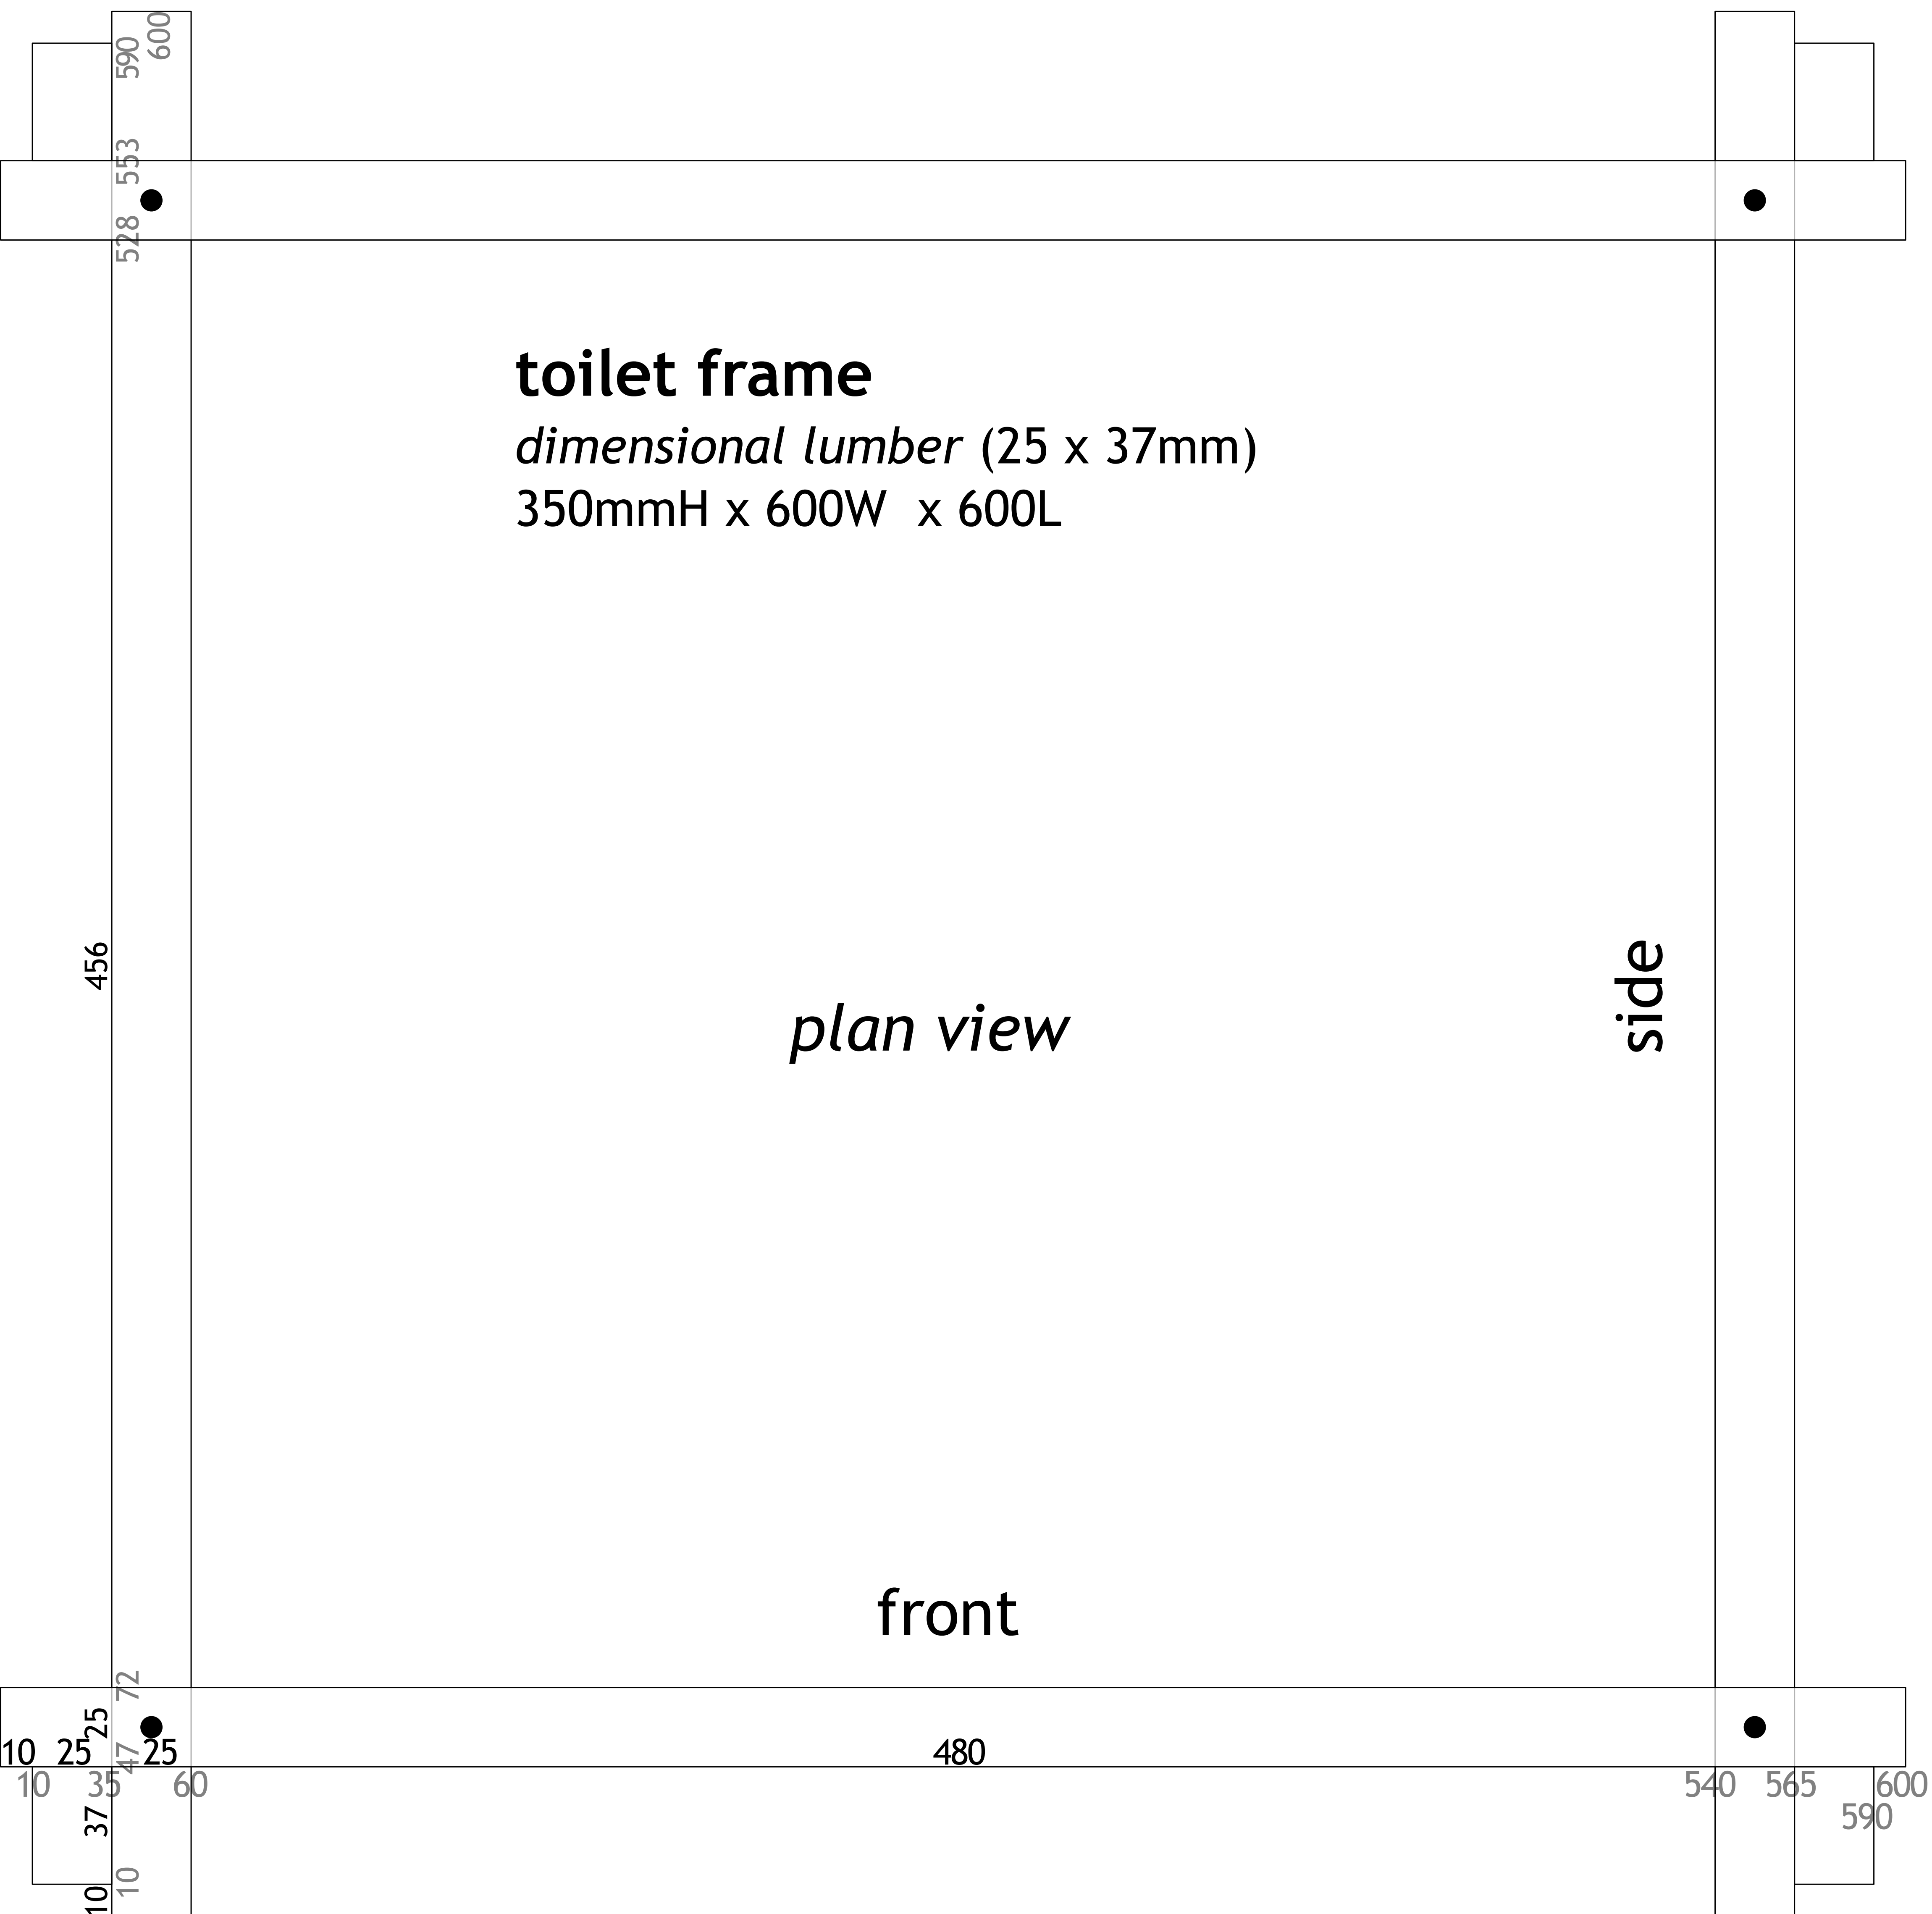 600
590
553
528
toilet frame
dimensional lumber (25 x 37mm)
350mmH x 600W x 600L
456
side
plan view
front
72
25
10 25 25 480
47
10 35 60 540 565 600
37
590
10
10